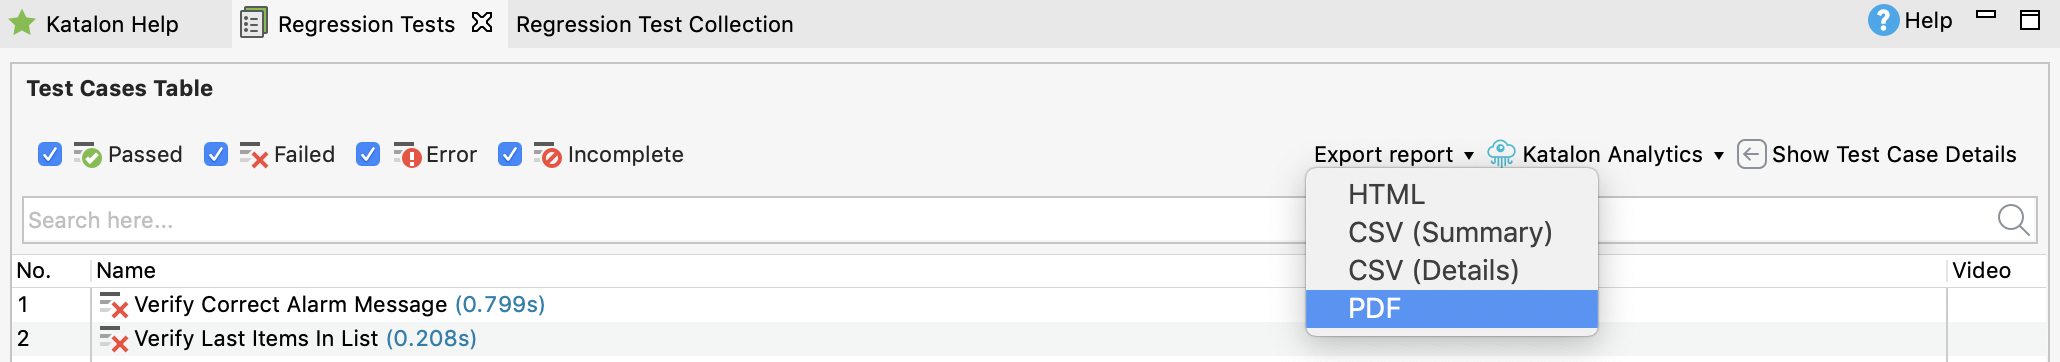 Katalon Help Regression Tests Regression Test Collection Help
Test Cases Table
Passed Failed Error Incomplete Export report Katalon Analytics Show Test Case Details
HTML
CSV (Summary)
CSV (Details)
PDF
Search here...
No. Name Video
1 Verify Correct Alarm Message (0.799s)
2 Verify Last Items In List (0.208s)